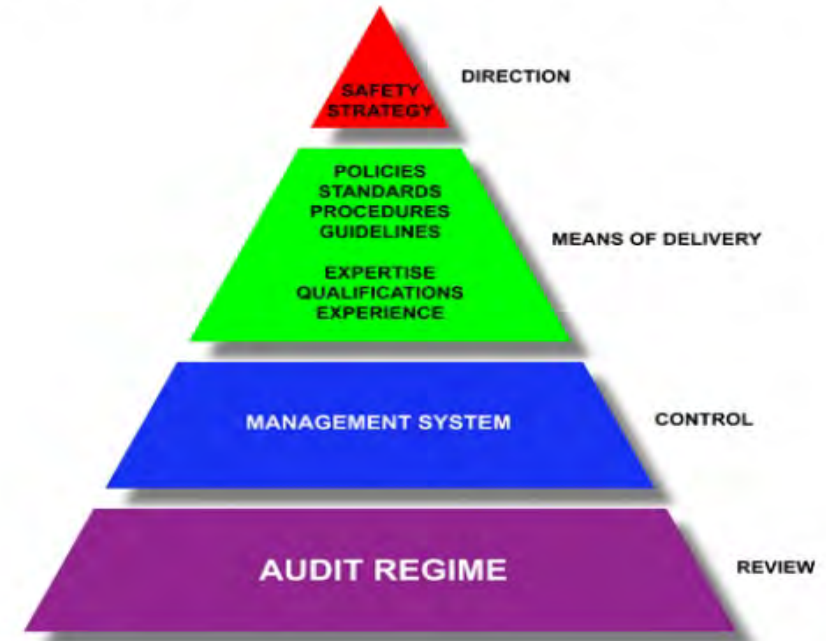 SAFETY
STRATEGY
DIRECTION
POLICIES
STANDARDS
PROCEDURES
GUIDELINES
EXPERTISE
QUALIFICATIONS
EXPERIENCE
MEANS OF DELIVERY
MANAGEMENT SYSTEM
CONTROL
AUDIT REGIME
REVIEW